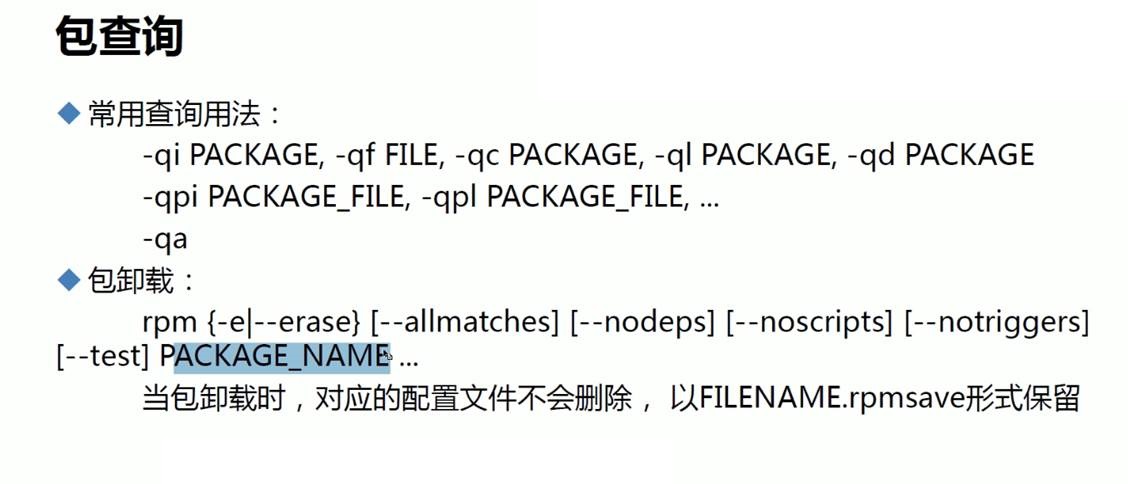 包查询
常用查询用法：
-qi PACKAGE, -qf FILE, -qc PACKAGE, -ql PACKAGE, -qd PACKAGE
-qpi PACKAGE_FILE, -qpl PACKAGE_FILE, ...
-qa
包卸载：
rpm {-e|--erase} [--allmatches] [--nodeps] [--noscripts] [--notriggers]
[--test] PACKAGE_NAME ...
当包卸载时，对应的配置文件不会删除， 以FILENAME.rpmsave形式保留